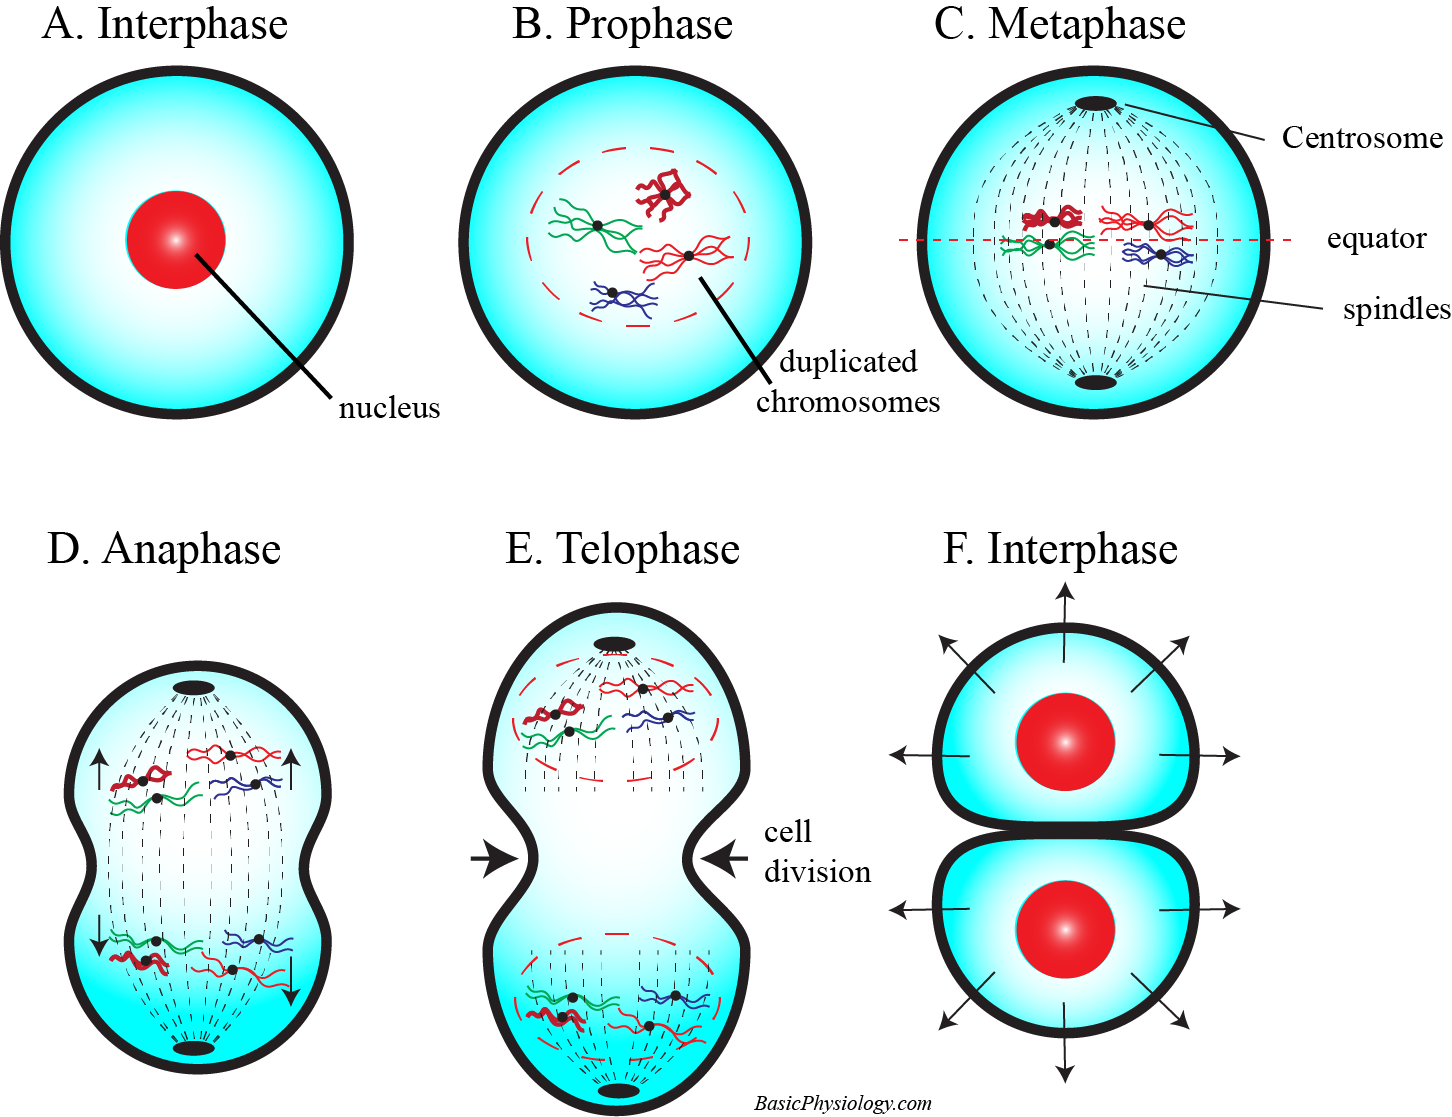 A. Interphase
B. Prophase
C. Metaphase
Centrosome
equator
spindles
nucleus
duplicated
chromosomes
D. Anaphase
E. Telophase
F. Interphase
cell
division
BasicPhysiology.com